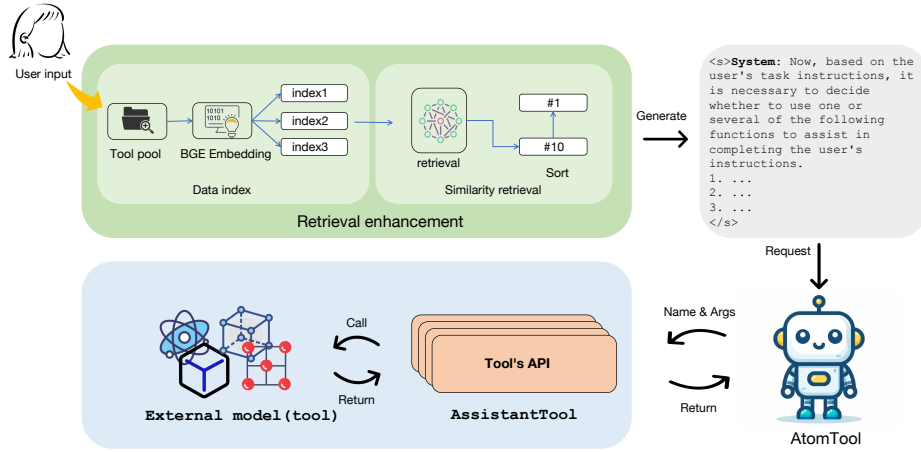 User input
Tool pool
10101
1010
BGE Embedding
index1
index2
index3
Data index
retrieval
#1
#10
Sort
Similarity retrieval
Retrieval enhancement
Generate
<s>System: Now, based on the
user's task instructions, it
is necessary to decide
whether to use one or
several of the following
functions to assist in
completing the user's
instructions.
1. ...
2. ...
3. ...
</s>
Request
Name & Args
Return
AtomTool
Call
Return
Tool's API
External model(tool)
AssistantTool